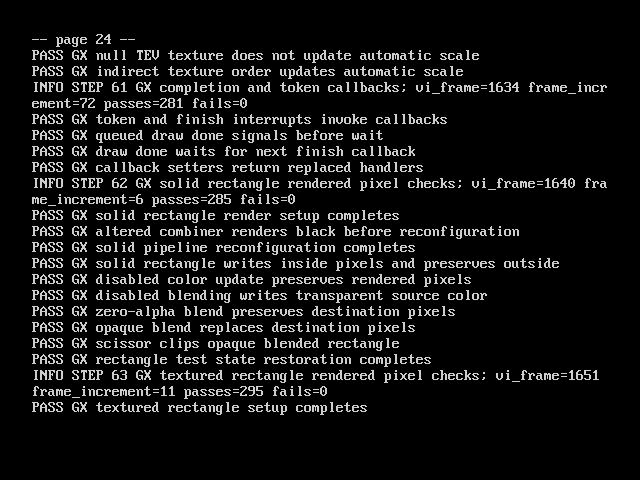 -- page 24 --
PASS GX null TEV texture does not update automatic scale
PASS GX indirect texture order updates automatic scale
INFO STEP 61 GX completion and token callbacks; vi_frame=1634 frame_incr
ement=72 passes=281 fails=0
PASS GX token and finish interrupts invoke callbacks
PASS GX queued draw done signals before wait
PASS GX draw done waits for next finish callback
PASS GX callback setters return replaced handlers
INFO STEP 62 GX solid rectangle rendered pixel checks; vi_frame=1640 fra
me_increment=6 passes=285 fails=0
PASS GX solid rectangle render setup completes
PASS GX altered combiner renders black before reconfiguration
PASS GX solid pipeline reconfiguration completes
PASS GX solid rectangle writes inside pixels and preserves outside
PASS GX disabled color update preserves rendered pixels
PASS GX disabled blending writes transparent source color
PASS GX zero-alpha blend preserves destination pixels
PASS GX opaque blend replaces destination pixels
PASS GX scissor clips opaque blended rectangle
PASS GX rectangle test state restoration completes
INFO STEP 63 GX textured rectangle rendered pixel checks; vi_frame=1651
frame_increment=11 passes=295 fails=0
PASS GX textured rectangle setup completes